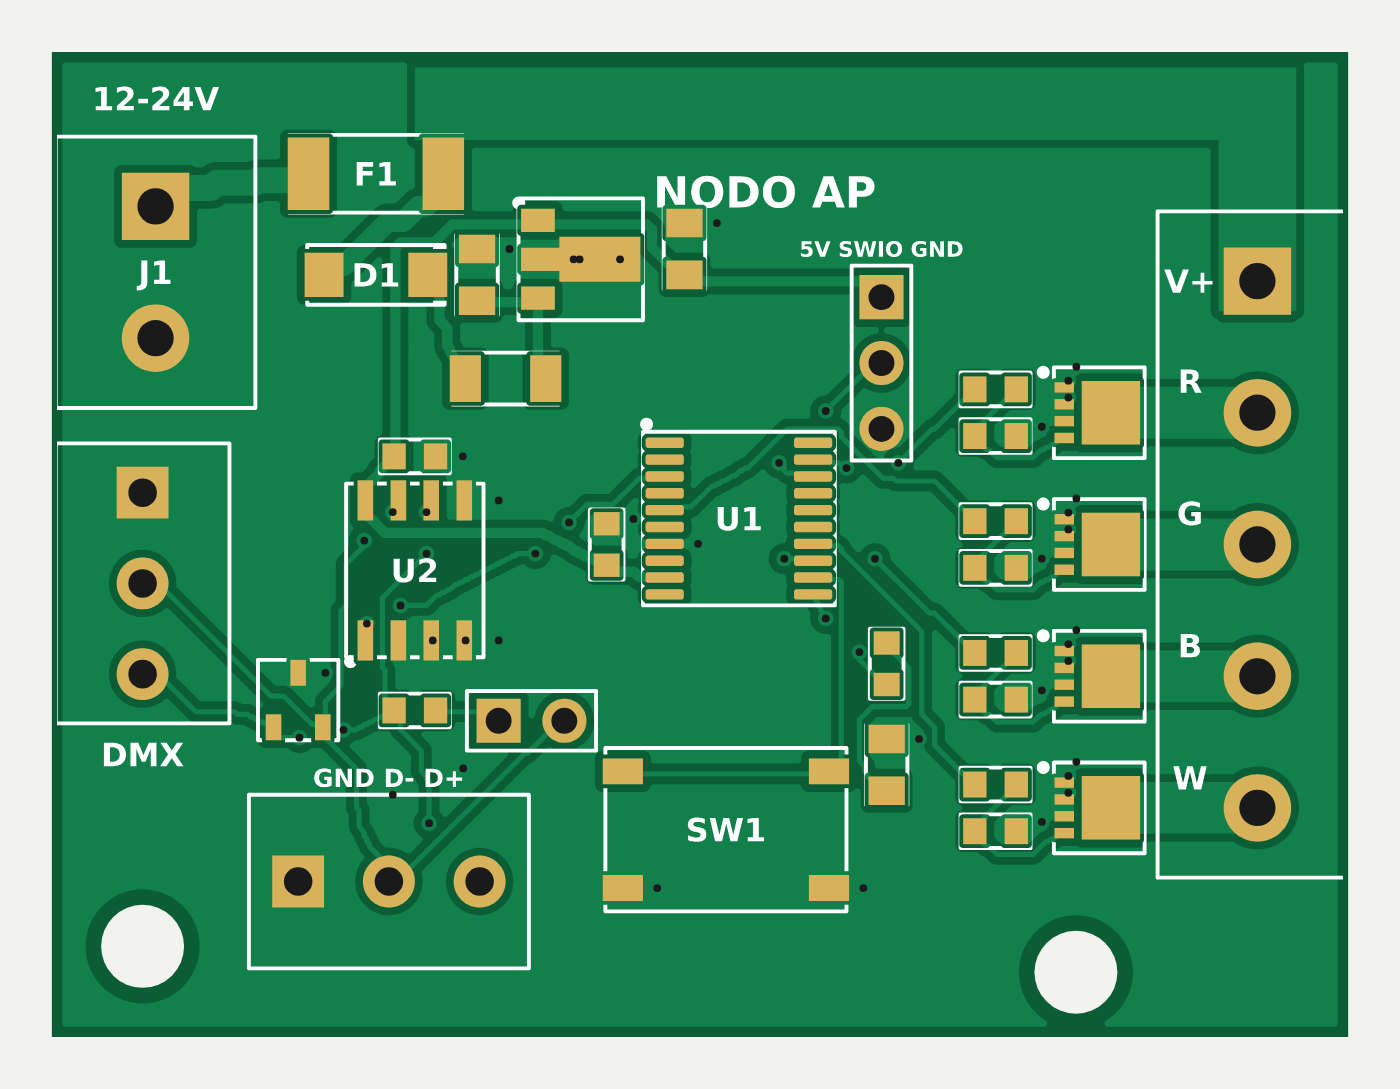 12-24V
F1
NODO AP
5V SWIO GND
J1
D1
V+
R
G
U1
U2
B
DMX
GND D- D+
W
SW1